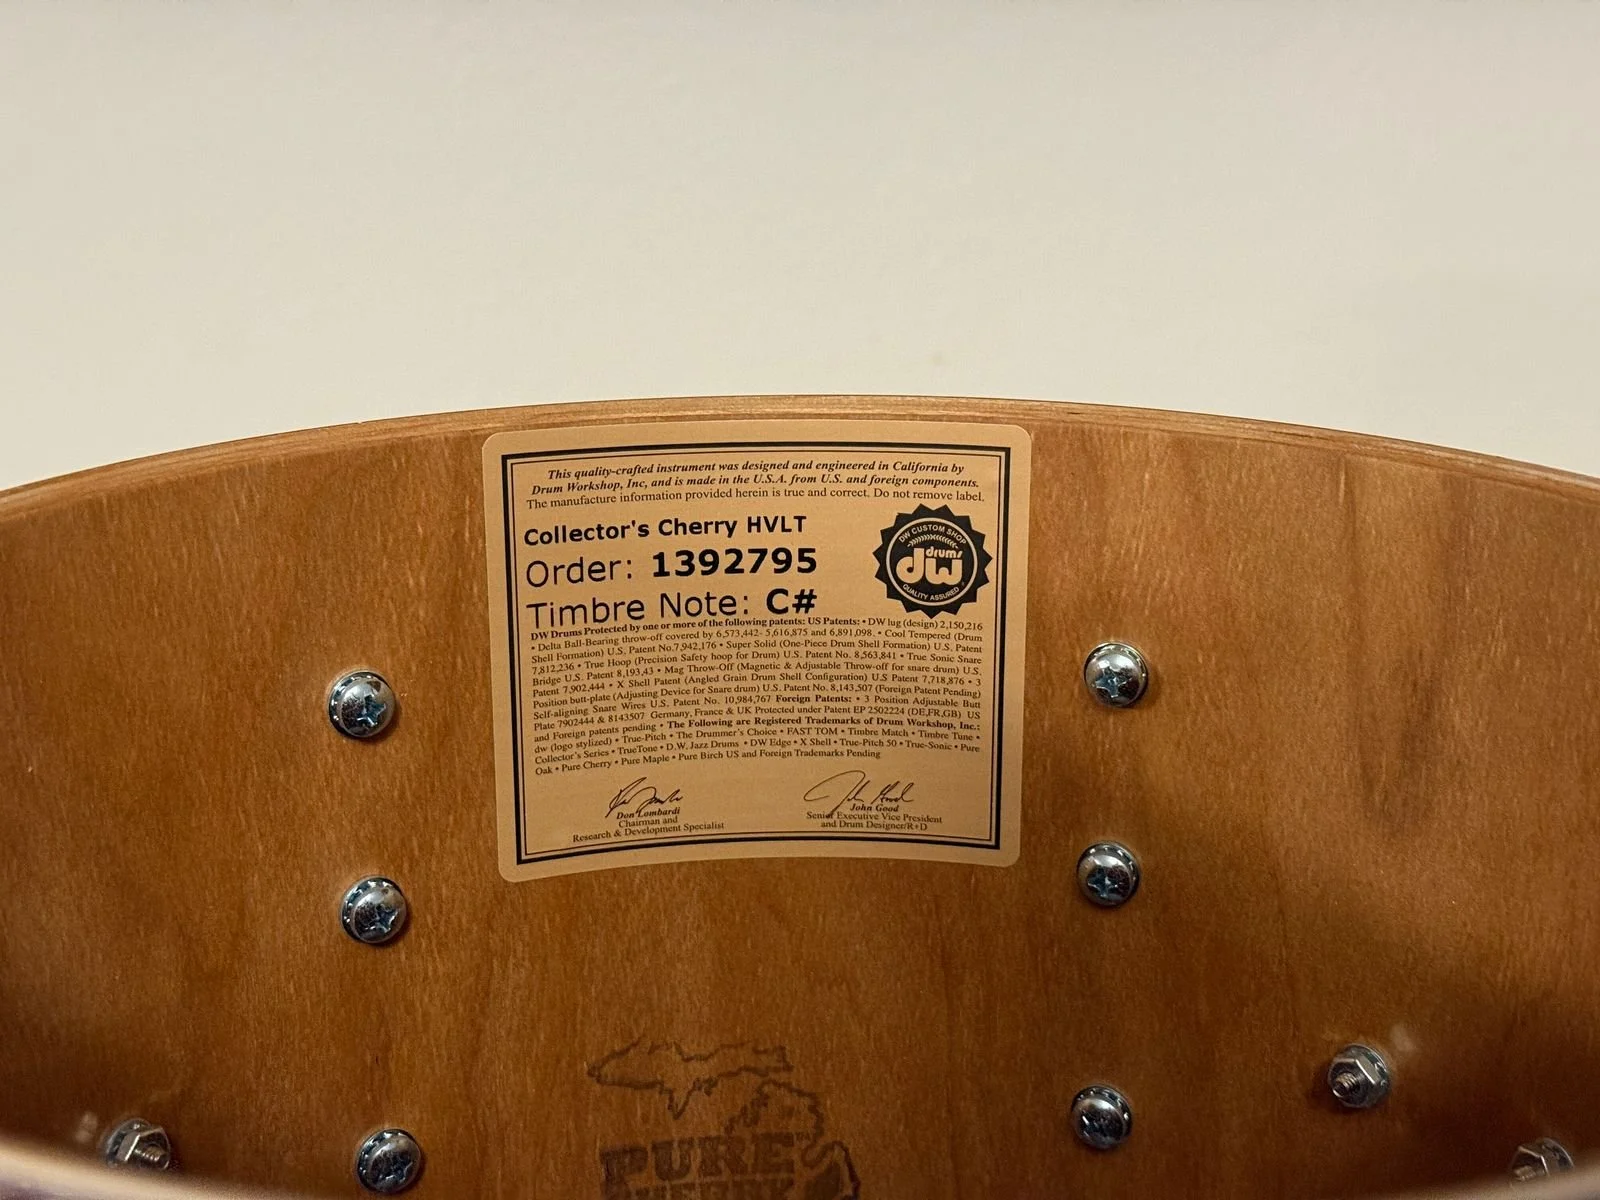 This quality-crafted instrument was designed and engineered in California by
Drum Workshop, Inc, and is made in the U.S.A. from U.S. and foreign components.
The manufacture information provided herein is true and correct. Do not remove label.
Collector's Cherry HVLT
Order: 1392795
Timbre Note: C#
DW CUSTOM SHOP
drums
dw
QUALITY ASSURED
DW Drums Protected by one or more of the following patents: US Patents: • DW lug (design) 2,150,216
• Delta Ball-Bearing throw-off covered by 6,573,442- 5,616,875 and 6,891,098. • Cool Tempered (Drum
Shell Formation) U.S. Patent No.7,942,176 • Super Solid (One-Piece Drum Shell Formation) U.S. Patent
7,812,236 • True Hoop (Precision Safety hoop for Drum) U.S. Patent No. 8,563,841 • True Sonic Snare
Bridge U.S. Patent 8,193,43 • Mag Throw-Off (Magnetic & Adjustable Throw-off for snare drum) U.S.
Patent 7,902,444 • X Shell Patent (Angled Grain Drum Shell Configuration) U.S Patent 7,718,876 • 3
Position butt-plate (Adjusting Device for Snare drum) U.S. Patent No. 8,143,507 (Foreign Patent Pending)
Self-aligning Snare Wires U.S. Patent No. 10,984,767 Foreign Patents: • 3 Position Adjustable Butt
Plate 7902444 & 8143507 Germany, France & UK Protected under Patent EP 2502224 (DE,FR,GB) US
and Foreign patents pending • The Following are Registered Trademarks of Drum Workshop, Inc.:
dw (logo stylized) • True-Pitch • The Drummer's Choice • FAST TOM • Timbre Match • Timbre Tune •
Collector's Series • TrueTone • D.W. Jazz Drums • DW Edge • X Shell • True-Pitch 50 • True-Sonic • Pure
Oak • Pure Cherry • Pure Maple • Pure Birch US and Foreign Trademarks Pending
Don Lombardi
Chairman and
Research & Development Specialist
John Good
Senior Executive Vice President
and Drum Designer/R+D
PURE
CHERRY